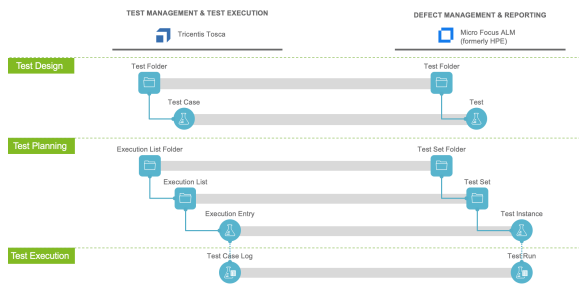 TEST MANAGEMENT & TEST EXECUTION
DEFECT MANAGEMENT & REPORTING
Tricentis Tosca
Micro Focus ALM
(formerly HPE)
Test Design
Test Folder
Test Folder
Test Case
Test
Test Planning
Execution List Folder
Test Set Folder
Execution List
Test Set
Execution Entry
Test Instance
Test Execution
Test Case Log
Test Run